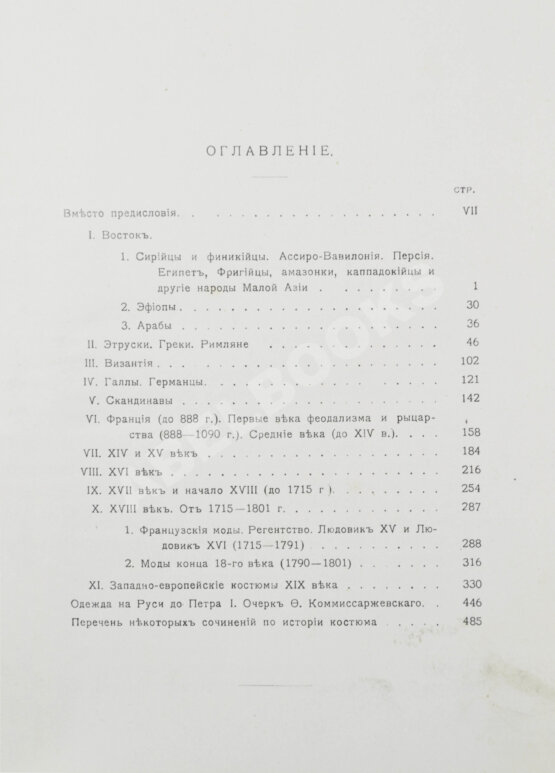 ОГЛАВЛЕНІЕ.
СТР.
Вмѣсто предисловія. . . . . . . . . . . . . . . . . . . VII
I. Востокъ.
1. Сирійцы и финикійцы. Ассиро-Вавилонія. Персія.
Египетъ, Фригійцы, амазонки, каппадокійцы и
другіе народы Малой Азіи . . . . . . . . . 1
2. Эфіопы . . . . . . . . . . . . . . . . . . . 30
3. Арабы . . . . . . . . . . . . . . . . . . . 36
II. Этруски. Греки. Римляне . . . . . . . . . . . . . 46
III. Византія . . . . . . . . . . . . . . . . . . . . 102
IV. Галлы. Германцы. . . . . . . . . . . . . . . . . 121
V. Скандинавы . . . . . . . . . . . . . . . . . . 142
VI. Франція (до 888 г.). Первые вѣка феодализма и рыцар-
ства (888—1090 г.). Средніе вѣка (до XIV в.). . . . 158
VII. XIV и XV вѣкъ . . . . . . . . . . . . . . . . . 184
VIII. XVI вѣкъ . . . . . . . . . . . . . . . . . . . 216
IX. XVII вѣкъ и начало XVIII (до 1715 г). . . . . . . . . 254
X. XVIII вѣкъ. Отъ 1715—1801 г. . . . . . . . . . . . 287
1. Французскія моды. Регентство. Людовикъ XV и Лю-
довикъ XVI (1715—1791) . . . . . . . . . . 288
2. Моды конца 18-го вѣка (1790—1801) . . . . . . . 316
XI. Западно-европейскіе костюмы XIX вѣка . . . . . . . . 330
Одежда на Руси до Петра I. Очеркъ Ѳ. Коммиссаржевскаго. . 446
Перечень нѣкоторыхъ сочиненій по исторіи костюма . . . . . 485